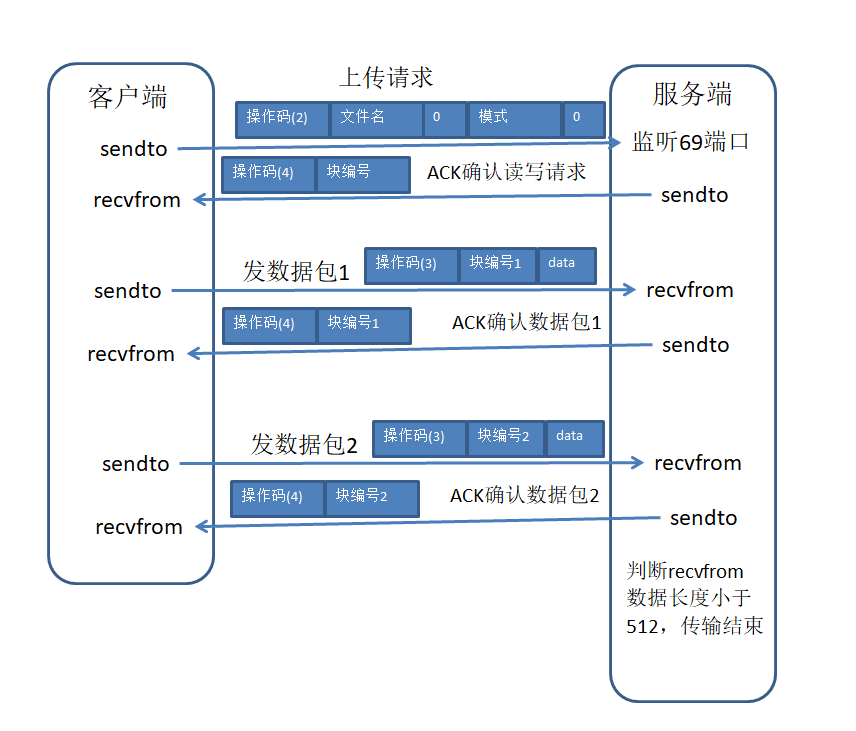 上传请求
客户端
服务端
操作码(2) 文件名 0 模式 0
sendto
监听69端口
操作码(4) 块编号
ACK确认读写请求
recvfrom
sendto
发数据包1
操作码(3) 块编号1 data
sendto
recvfrom
操作码(4) 块编号1
ACK确认数据包1
recvfrom
sendto
发数据包2
操作码(3) 块编号2 data
sendto
recvfrom
操作码(4) 块编号2
ACK确认数据包2
recvfrom
sendto
判断recvfrom
数据长度小于
512，传输结束